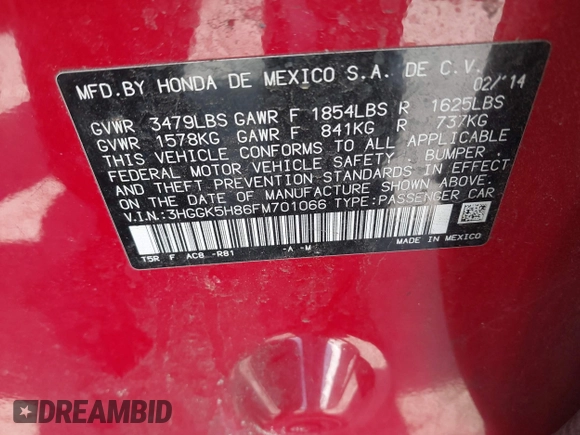 MFD.BY HONDA DE MEXICO S.A. DE C.V.
02/'14
GVWR 3479LBS GAWR F 1854LBS R 1625LBS
GVWR 1578KG GAWR F 841KG R 737KG
THIS VEHICLE CONFORMS TO ALL APPLICABLE
FEDERAL MOTOR VEHICLE SAFETY, BUMPER,
THEFT PREVENTION STANDARDS IN EFFECT
ON THE DATE OF MANUFACTURE SHOWN ABOVE.
V.I.N.:3HGGK5H86FM701066 TYPE:PASSENGER CAR
MADE IN MEXICO
T5R F AC8 -R81 -A -M
DREAMBID